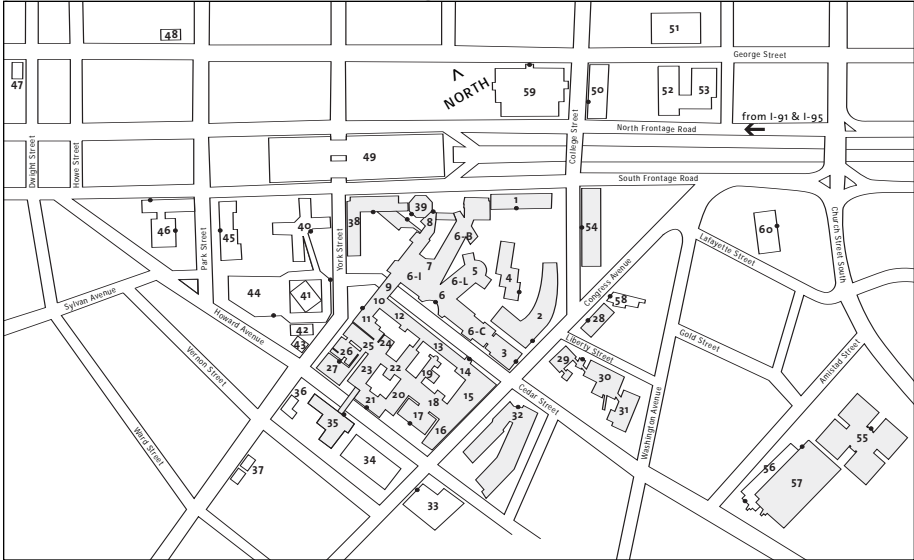 48
51
George Street
47
NORTH
59
50
52
53
from I-91 & I-95
North Frontage Road
College Street
Dwight Street
Howe Street
49
South Frontage Road
46
Park Street
45
40
York Street
38
39
8
6-B
1
54
60
Church Street South
Lafayette Street
7
6-I
5
6-L
4
Congress Avenue
58
9
6
2
28
44
41
10
11
12
6-C
3
Liberty Street
Gold Street
Sylvan Avenue
Howard Avenue
42
43
26
25
24
13
14
29
30
27
23
22
19
Amistad Street
Vernon Street
21
20
18
15
Cedar Street
31
Washington Avenue
36
35
17
16
32
55
Ward Street
34
37
56
57
33